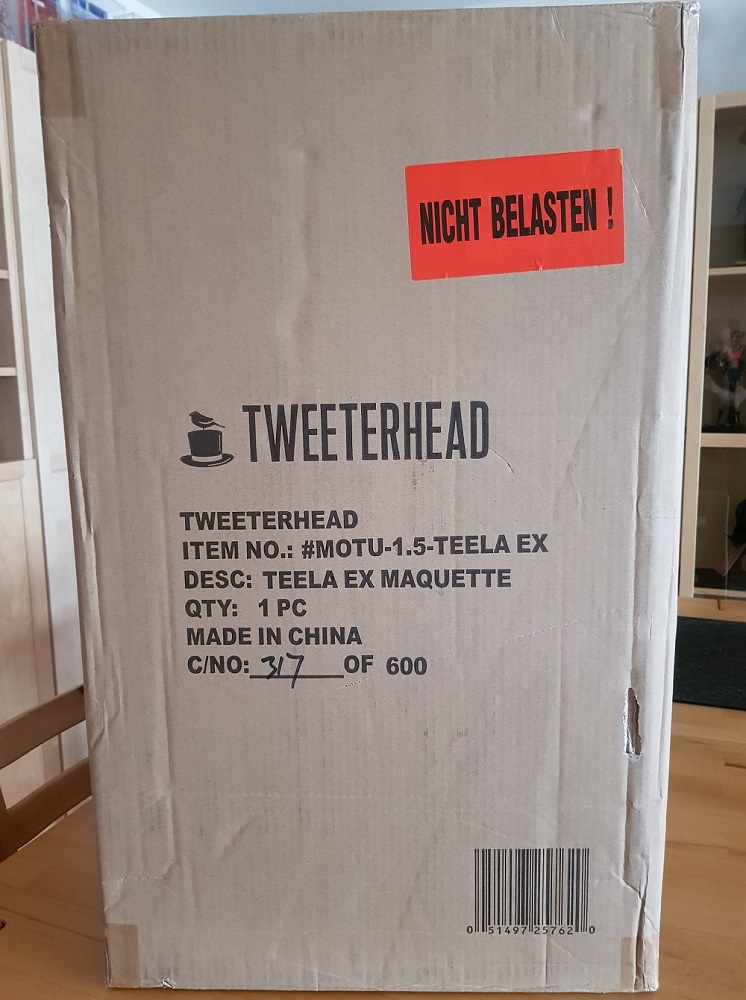 NICHT BELASTEN !
TWEETERHEAD
TWEETERHEAD
ITEM NO.: #MOTU-1.5-TEELA EX
DESC: TEELA EX MAQUETTE
QTY: 1 PC
MADE IN CHINA
C/NO: 317 OF 600
0 51497 25762 0